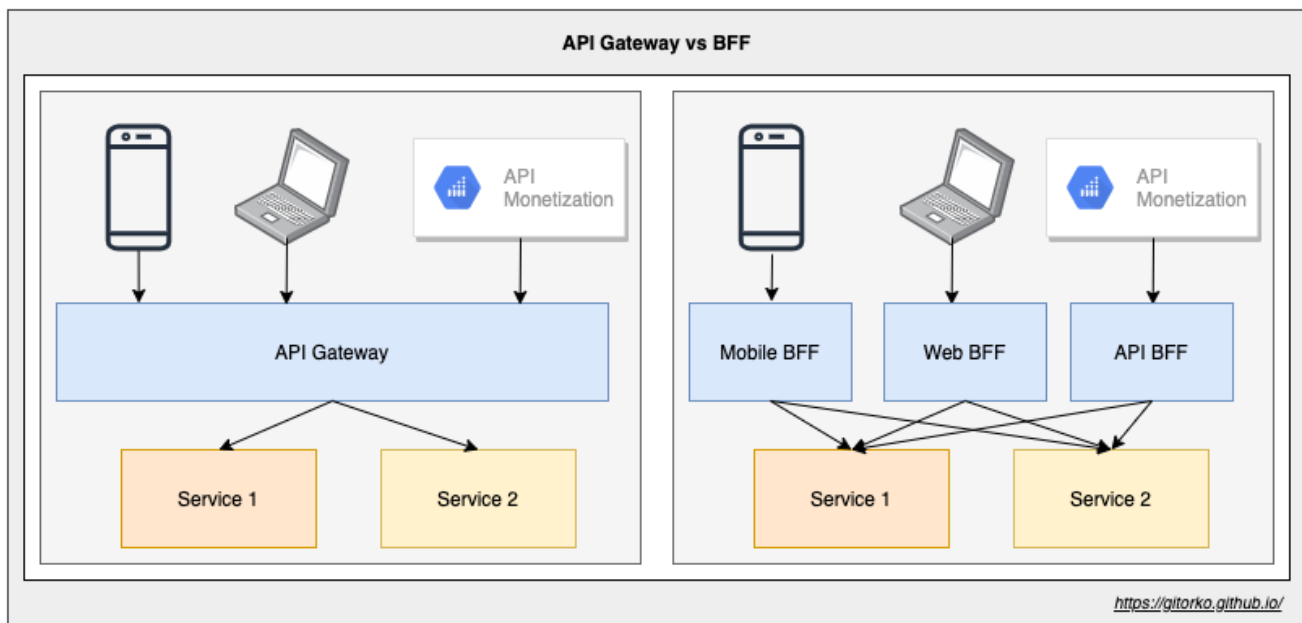 API Gateway vs BFF
API
Monetization
API Gateway
Service 1
Service 2
API
Monetization
Mobile BFF
Web BFF
API BFF
Service 1
Service 2
https://gitorko.github.io/